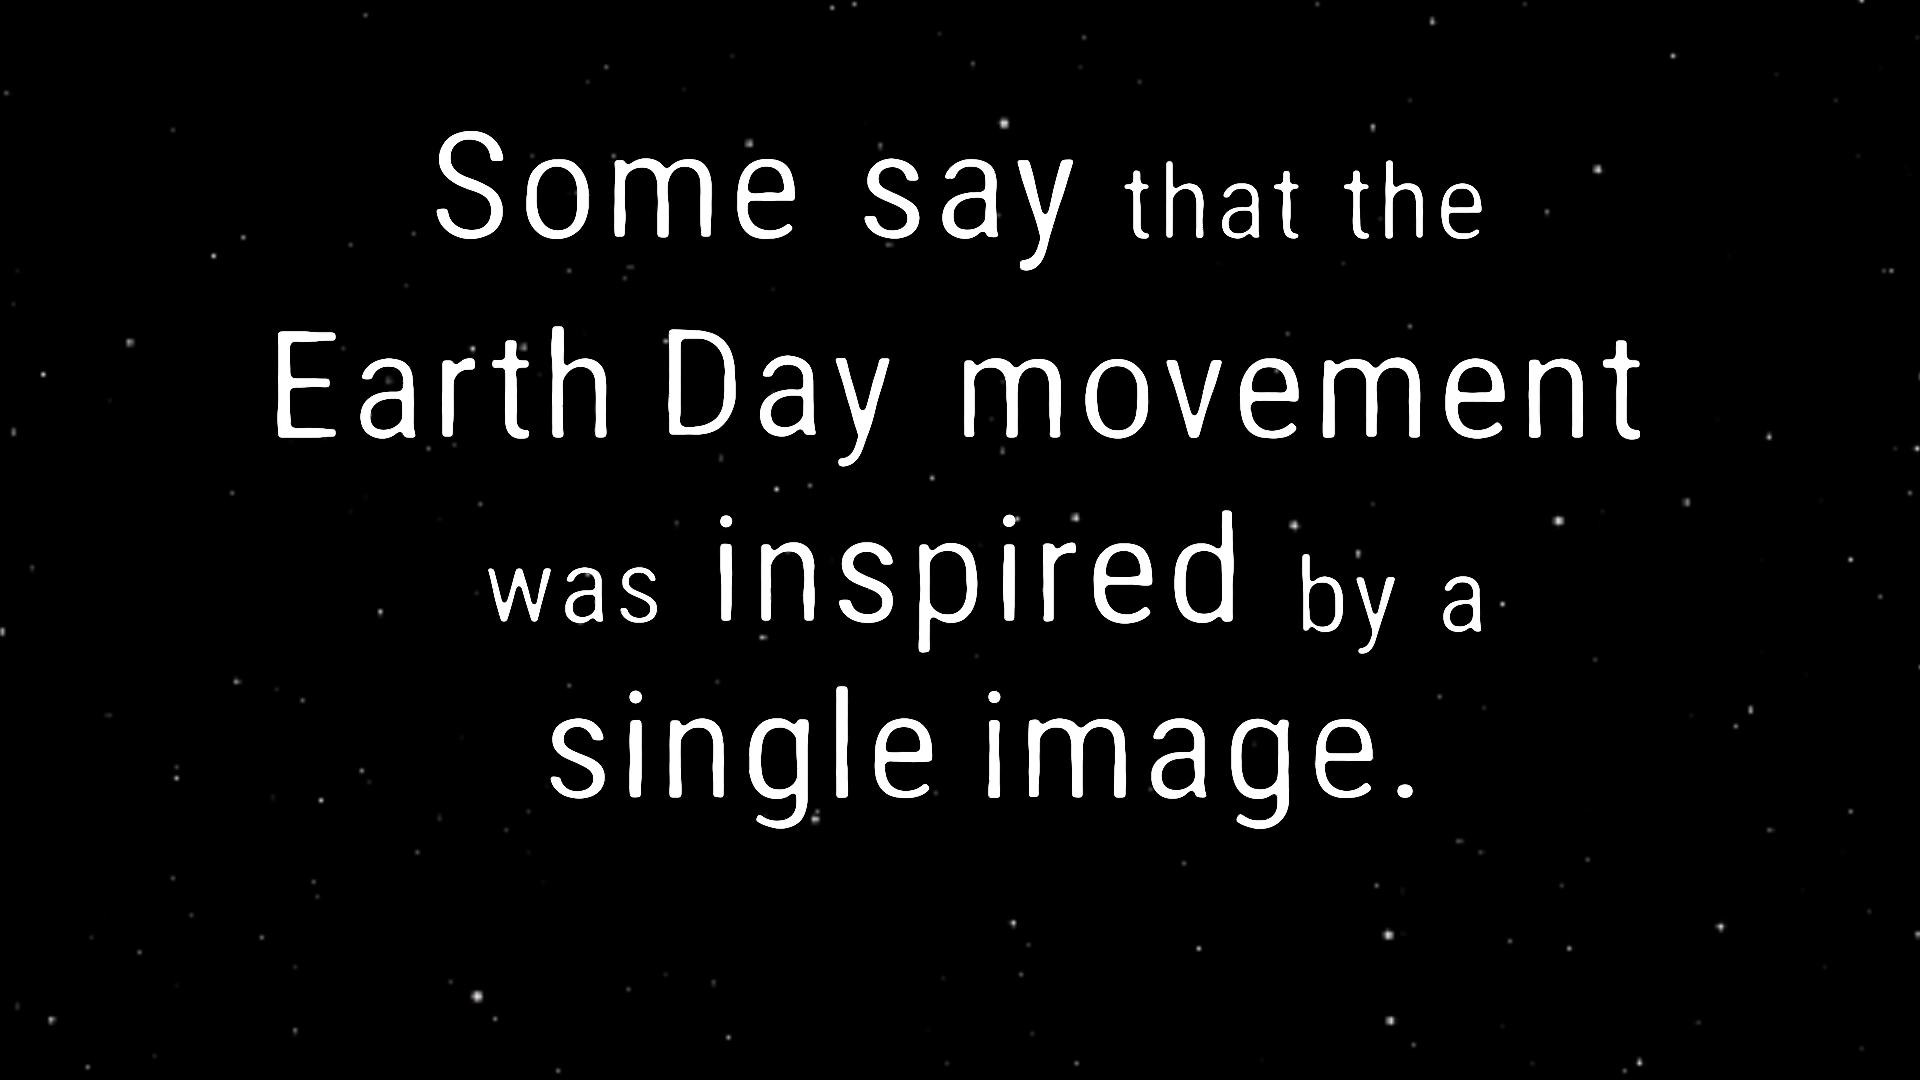 Some say that the
Earth Day movement
was inspired by a
single image.